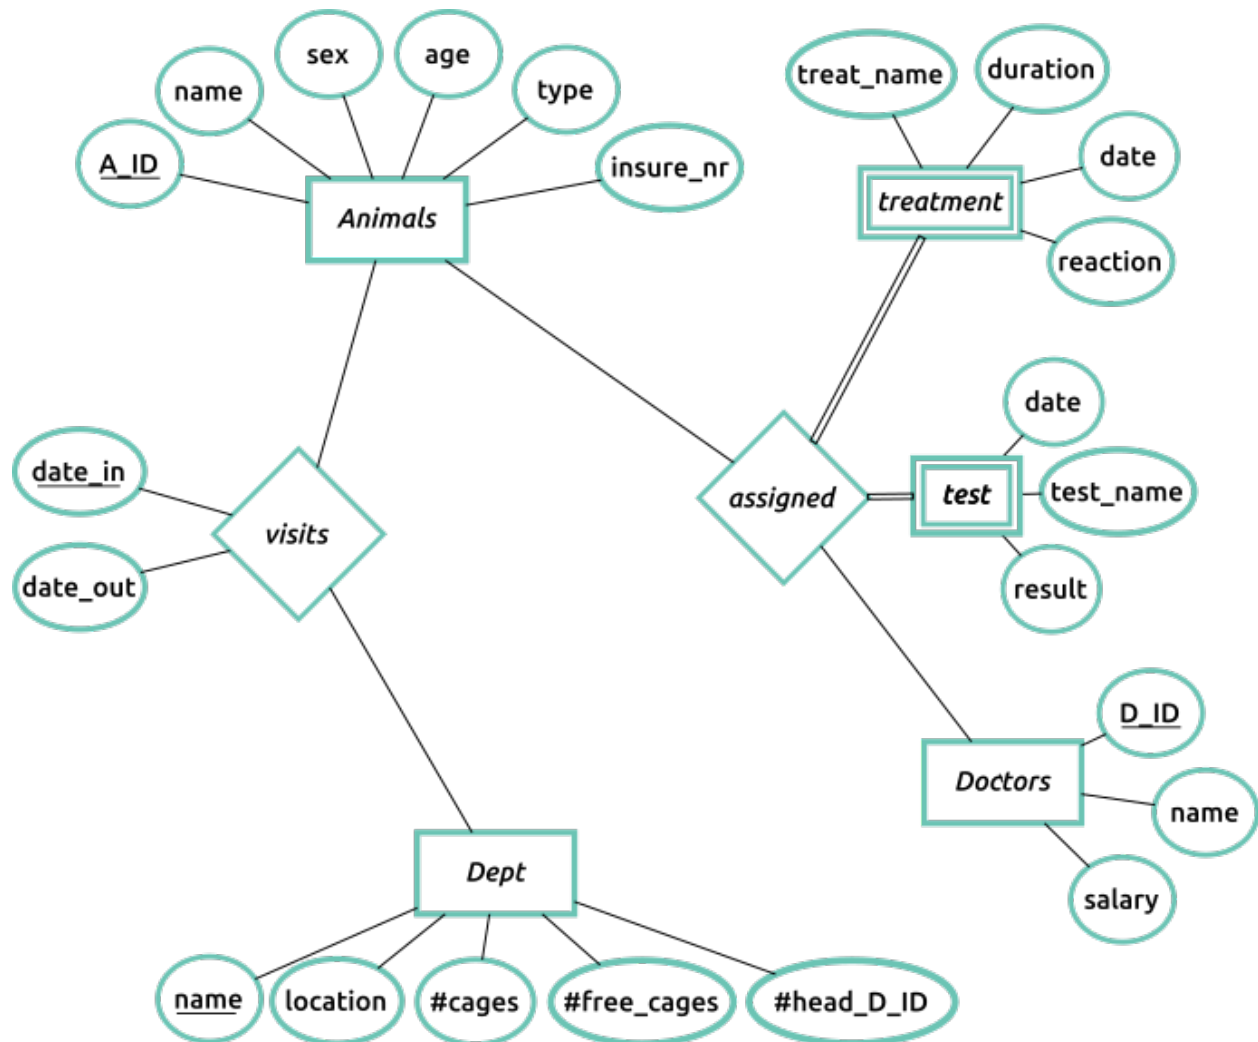 sex
age
name
type
A_ID
insure_nr
Animals
treat_name
duration
date
treatment
reaction
date
test_name
test
result
assigned
date_in
visits
date_out
D_ID
Doctors
name
salary
Dept
name
location
#cages
#free_cages
#head_D_ID